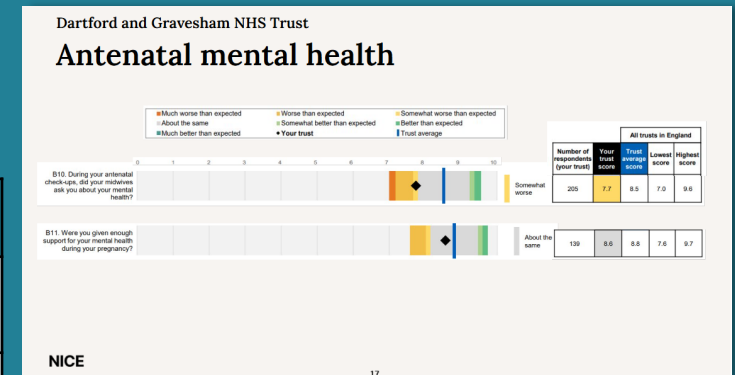 Dartford and Gravesham NHS Trust
Antenatal mental health
Much worse than expected
Worse than expected
Somewhat worse than expected
About the same
Somewhat better than expected
Better than expected
Much better than expected
Your trust
Trust average
All trusts in England
Number of respondents (your trust)
Your trust score
Trust average score
Lowest score
Highest score
0 1 2 3 4 5 6 7 8 9 10
B10. During your antenatal
check-ups, did your midwives
ask you about your mental
health?
Somewhat
worse
205 7.7 8.5 7.0 9.6
B11. Were you given enough
support for your mental health
during your pregnancy?
About the
same
139 8.6 8.8 7.6 9.7
NICE
17